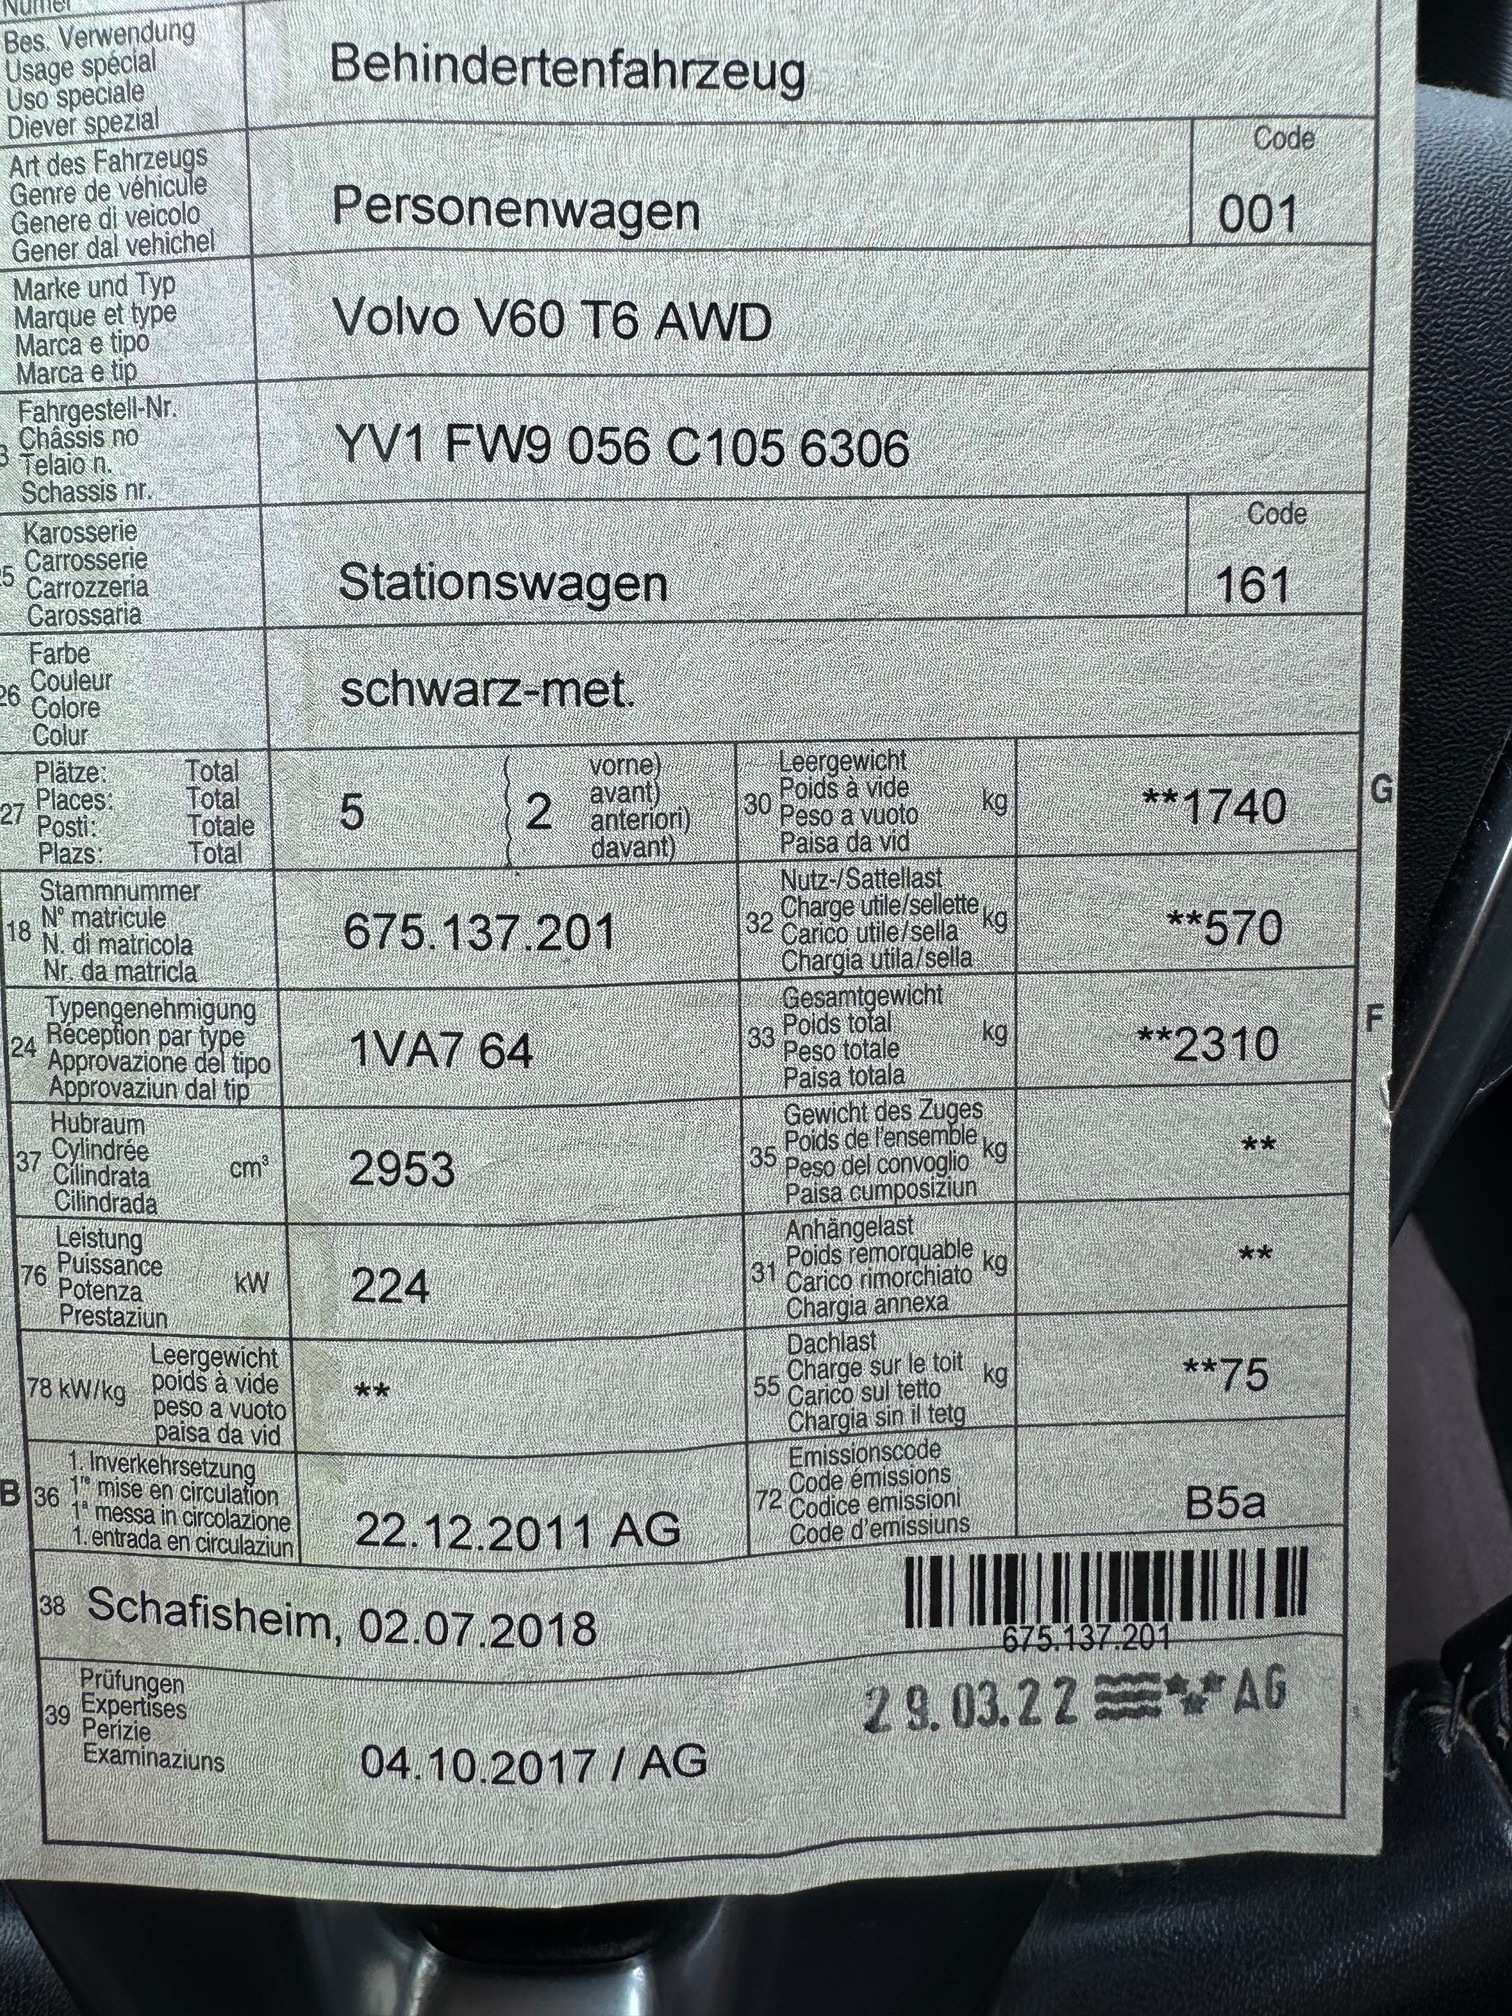 Bes. Verwendung
Usage spécial
Uso speciale
Diever spezial
Behindertenfahrzeug
Art des Fahrzeugs
Genre de véhicule
Genere di veicolo
Gener dal vehichel
Personenwagen
Code
001
Marke und Typ
Marque et type
Marca e tipo
Marca e tip
Volvo V60 T6 AWD
Fahrgestell-Nr.
Châssis no
Telaio n.
Schassis nr.
YV1 FW9 056 C105 6306
Karosserie
Carrosserie
Carrozzeria
Carossaria
Stationswagen
Code
161
Farbe
Couleur
Colore
Colur
schwarz-met.
27
Plätze: Total
Places: Total
Posti: Totale
Plazs: Total
5
2
vorne)
avant)
anteriori)
davant)
30
Leergewicht
Poids à vide
Peso a vuoto
Paisa da vid
kg
**1740
G
18
Stammnummer
N° matricule
N. di matricola
Nr. da matricla
675.137.201
32
Nutz-/Sattellast
Charge utile/sellette
Carico utile/sella
Chargia utila/sella
kg
**570
24
Typengenehmigung
Réception par type
Approvazione del tipo
Approvaziun dal tip
1VA7 64
33
Gesamtgewicht
Poids total
Peso totale
Paisa totala
kg
**2310
F
37
Hubraum
Cylindrée
Cilindrata
Cilindrada
cm³
2953
35
Gewicht des Zuges
Poids de l'ensemble
Peso del convoglio
Paisa cumposiziun
kg
**
76
Leistung
Puissance
Potenza
Prestaziun
kW
224
31
Anhängelast
Poids remorquable
Carico rimorchiato
Chargia annexa
kg
**
78 kW/kg
Leergewicht
poids à vide
peso a vuoto
paisa da vid
**
55
Dachlast
Charge sur le toit
Carico sul tetto
Chargia sin il tetg
kg
**75
B
36
1. Inverkehrsetzung
1re mise en circulation
1a messa in circolazione
1. entrada en circulaziun
22.12.2011 AG
72
Emissionscode
Code émissions
Codice emissioni
Code d'emissiuns
B5a
38
Schafisheim, 02.07.2018
675.137.201
39
Prüfungen
Expertises
Perizie
Examinaziuns
29.03.22 AG
04.10.2017 / AG